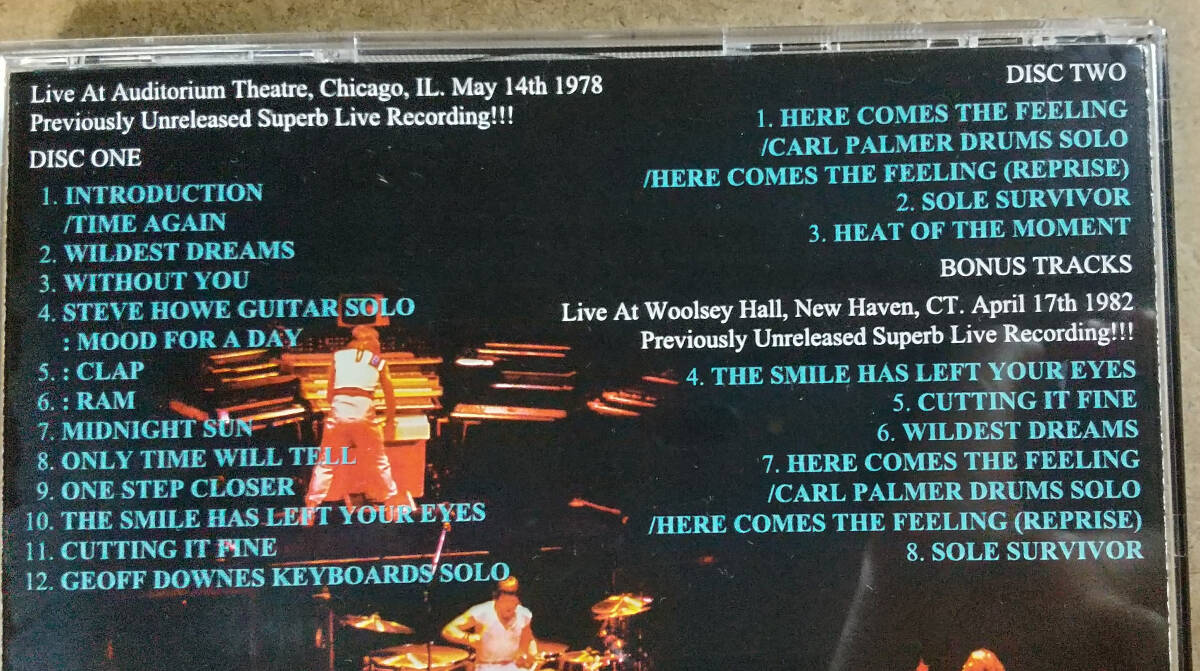 Live At Auditorium Theatre, Chicago, IL. May 14th 1978
Previously Unreleased Superb Live Recording!!!
DISC ONE
1. INTRODUCTION
/TIME AGAIN
2. WILDEST DREAMS
3. WITHOUT YOU
4. STEVE HOWE GUITAR SOLO
: MOOD FOR A DAY
5. : CLAP
6. : RAM
7. MIDNIGHT SUN
8. ONLY TIME WILL TELL
9. ONE STEP CLOSER
10. THE SMILE HAS LEFT YOUR EYES
11. CUTTING IT FINE
12. GEOFF DOWNES KEYBOARDS SOLO
DISC TWO
1. HERE COMES THE FEELING
/CARL PALMER DRUMS SOLO
/HERE COMES THE FEELING (REPRISE)
2. SOLE SURVIVOR
3. HEAT OF THE MOMENT
BONUS TRACKS
Live At Woolsey Hall, New Haven, CT. April 17th 1982
Previously Unreleased Superb Live Recording!!!
4. THE SMILE HAS LEFT YOUR EYES
5. CUTTING IT FINE
6. WILDEST DREAMS
7. HERE COMES THE FEELING
/CARL PALMER DRUMS SOLO
/HERE COMES THE FEELING (REPRISE)
8. SOLE SURVIVOR